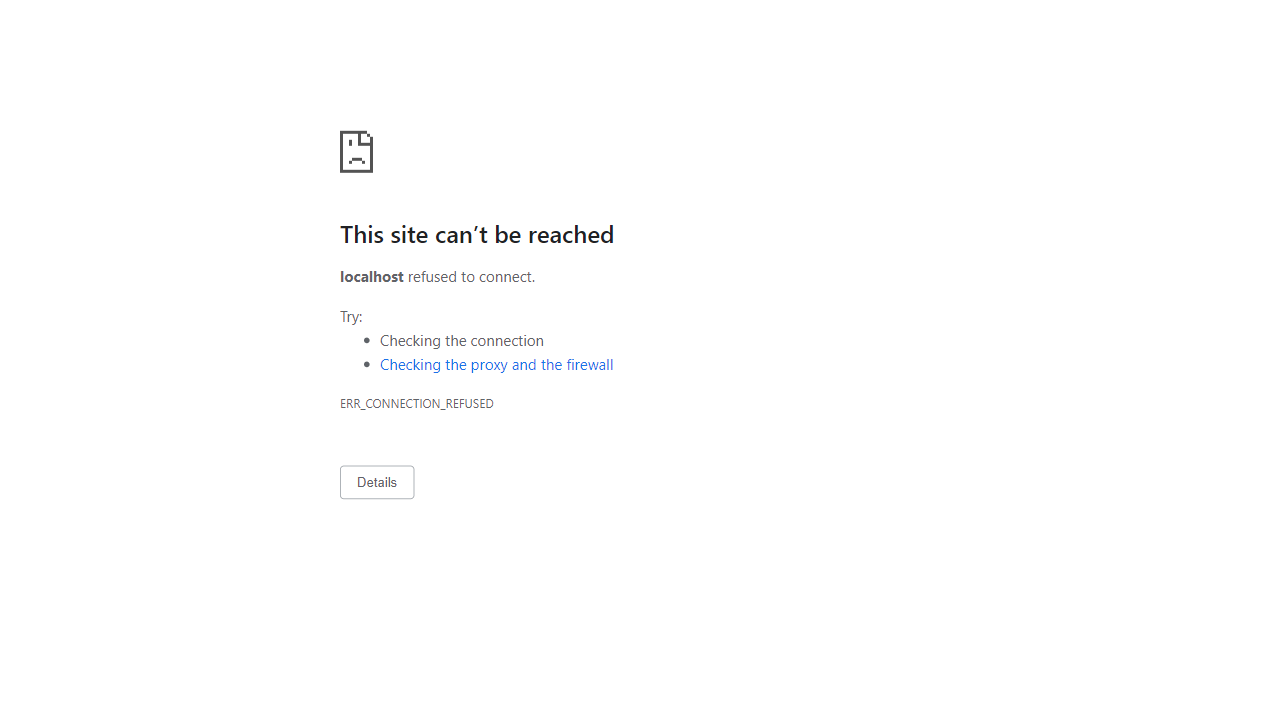 This site can’t be reached
localhost refused to connect.
Try:
Checking the connection
Checking the proxy and the firewall
ERR_CONNECTION_REFUSED
Details